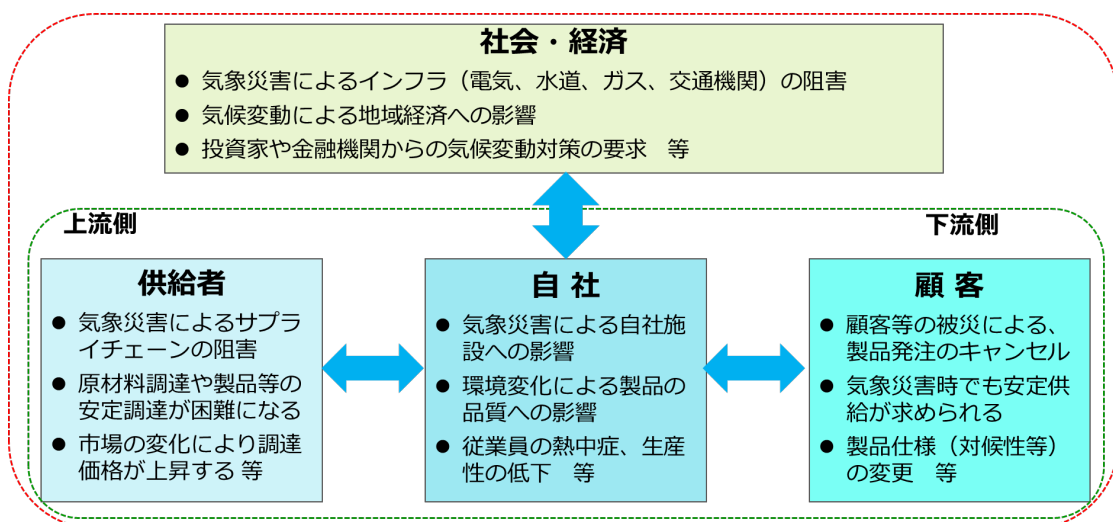 社会・経済
● 気象災害によるインフラ（電気、水道、ガス、交通機関）の阻害
● 気候変動による地域経済への影響
● 投資家や金融機関からの気候変動対策の要求　等
上流側
下流側
供給者
● 気象災害によるサプラ
イチェーンの阻害
● 原材料調達や製品等の
安定調達が困難になる
● 市場の変化により調達
価格が上昇する 等
自 社
● 気象災害による自社施
設への影響
● 環境変化による製品の
品質への影響
● 従業員の熱中症、生産
性の低下　等
顧 客
● 顧客等の被災による、
製品発注のキャンセル
● 気象災害時でも安定供
給が求められる
● 製品仕様（対候性等）
の変更　等